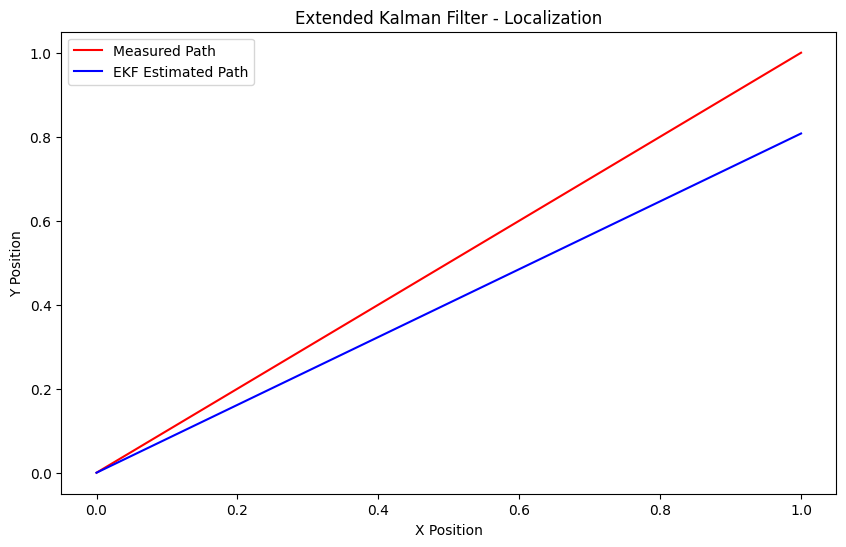 Extended Kalman Filter - Localization
Measured Path
EKF Estimated Path
1.0
0.8
0.6
0.4
0.2
0.0
Y Position
0.0 0.2 0.4 0.6 0.8 1.0
X Position